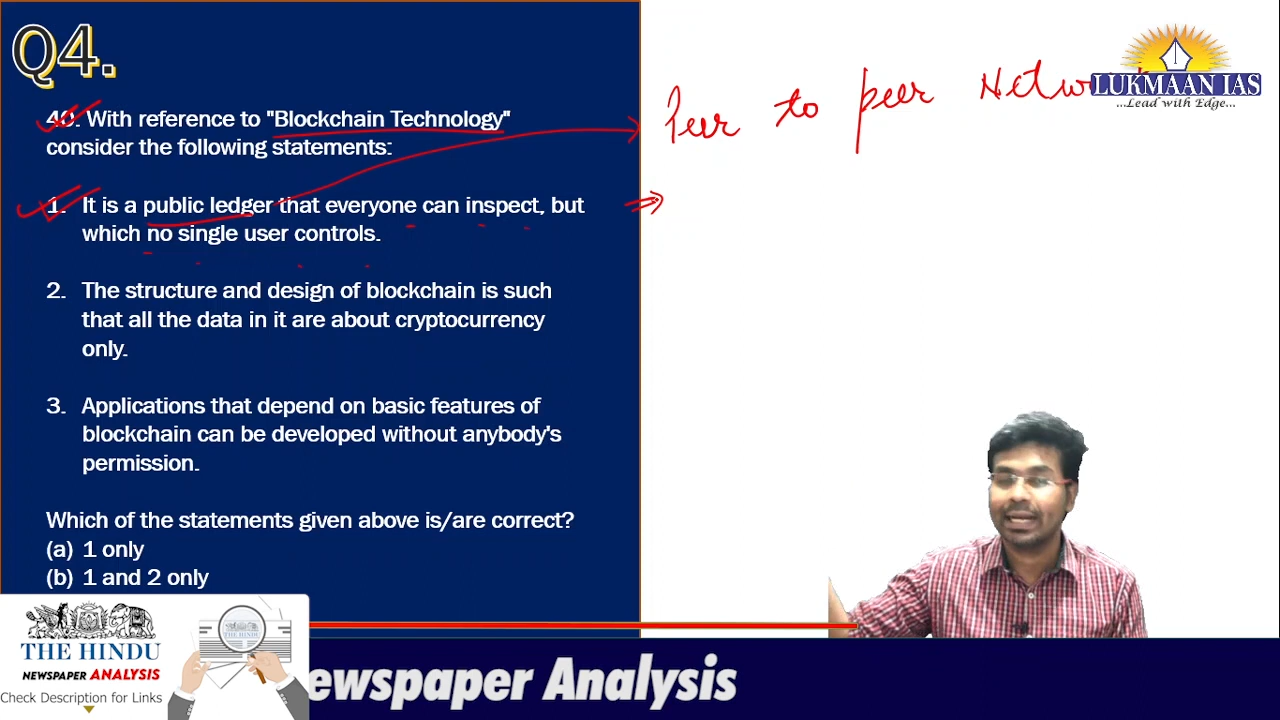 Q4.
40. With reference to "Blockchain Technology"
consider the following statements:
1. It is a public ledger that everyone can inspect, but
which no single user controls.
2. The structure and design of blockchain is such
that all the data in it are about cryptocurrency
only.
3. Applications that depend on basic features of
blockchain can be developed without anybody's
permission.
Which of the statements given above is/are correct?
(a) 1 only
(b) 1 and 2 only
Peer to peer Netw
LUKMAAN IAS
...Lead with Edge...
THE HINDU
THE HINDU
NEWSPAPER ANALYSIS
Check Description for Links
ewspaper Analysis